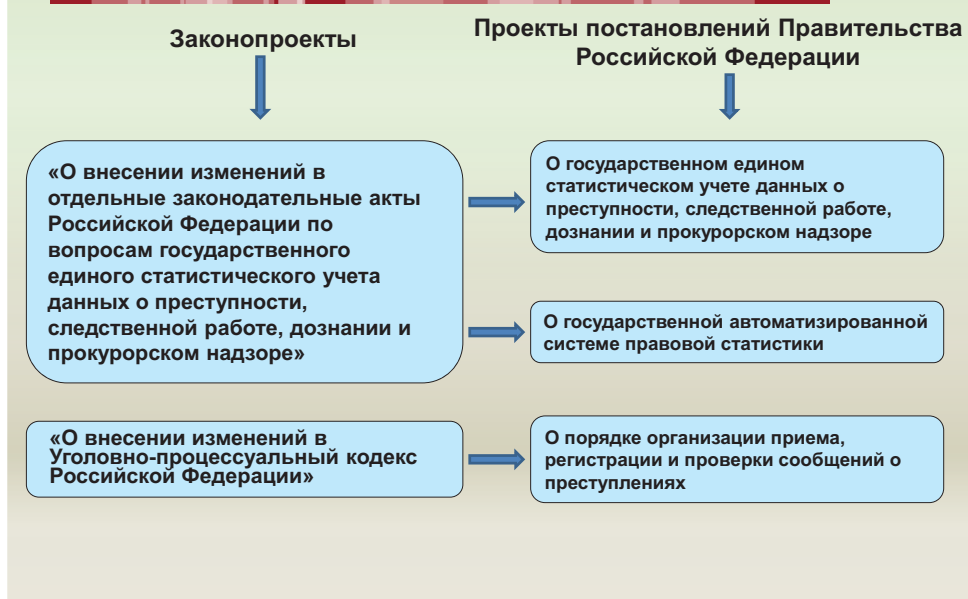 Законопроекты
Проекты постановлений Правительства
Российской Федерации
«О внесении изменений в
отдельные законодательные акты
Российской Федерации по
вопросам государственного
единого статистического учета
данных о преступности,
следственной работе, дознании и
прокурорском надзоре»
О государственном едином
статистическом учете данных о
преступности, следственной работе,
дознании и прокурорском надзоре
О государственной автоматизированной
системе правовой статистики
«О внесении изменений в
Уголовно-процессуальный кодекс
Российской Федерации»
О порядке организации приема,
регистрации и проверки сообщений о
преступлениях